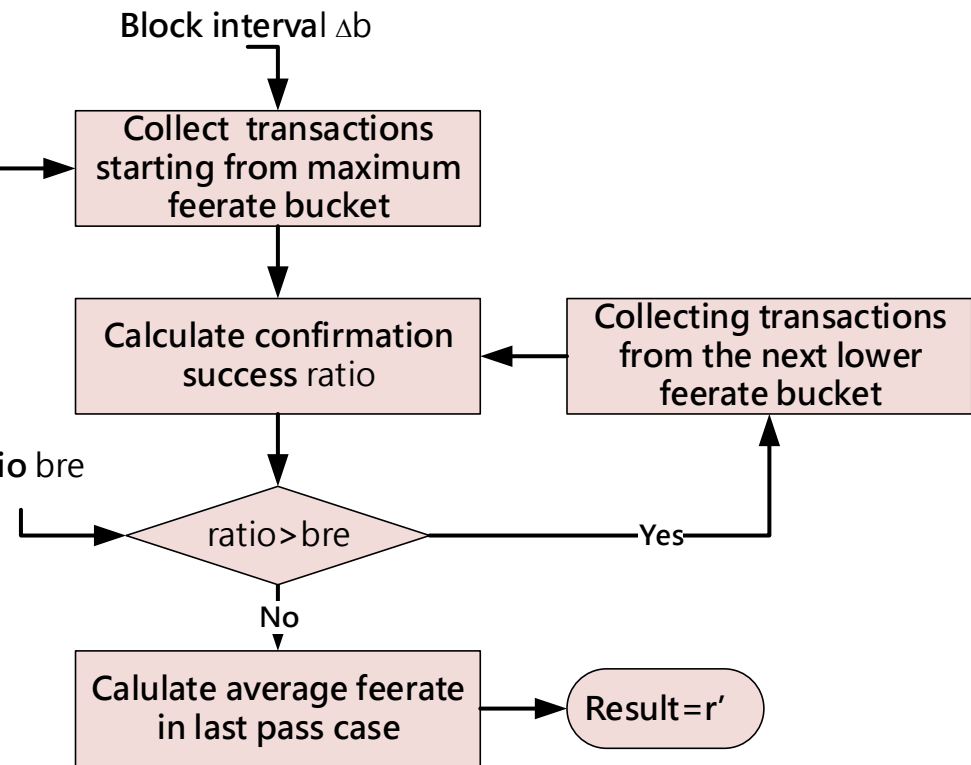 Block interval Δb
Collect transactions
starting from maximum
feerate bucket
Calculate confirmation
success ratio
Collecting transactions
from the next lower
feerate bucket
bre
ratio>bre
Yes
No
Calulate average feerate
in last pass case
Result=r’